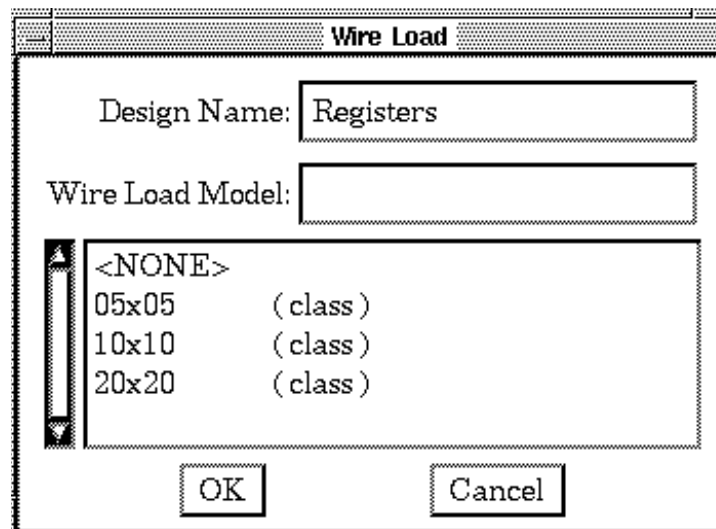 Wire Load
Design Name: Registers
Wire Load Model:
<NONE>
05x05 (class)
10x10 (class)
20x20 (class)
OK Cancel